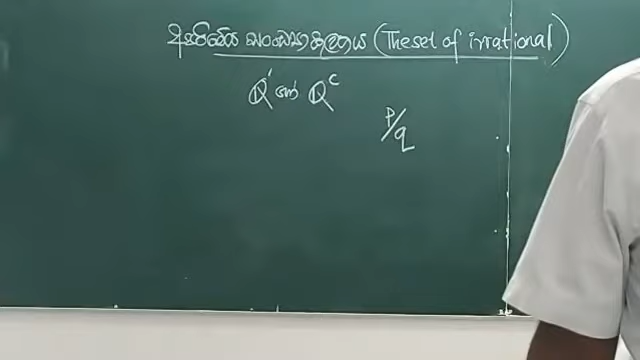 අපරිමේය සංඛ්‍යා කුලකය (The set of irrational)
Q' හෝ Q^c
P/q